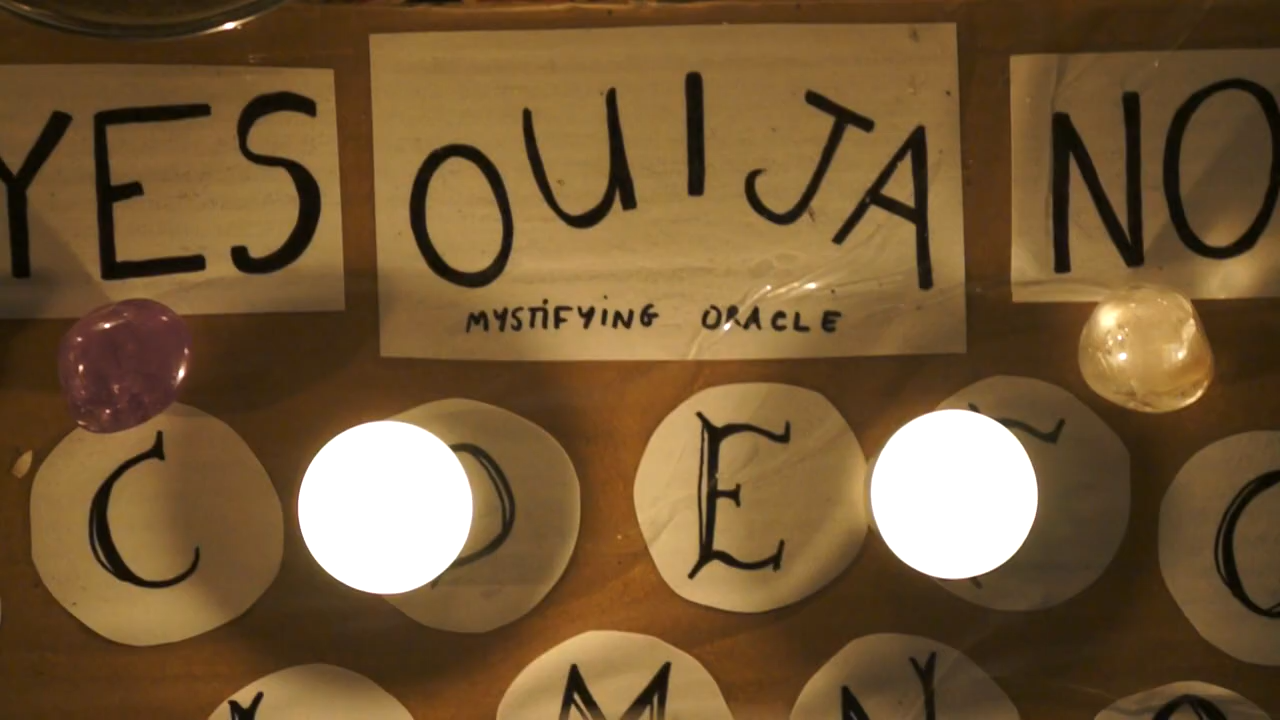 YES OUIJA NO
MYSTiFYiNG ORACLE
C D E
M N